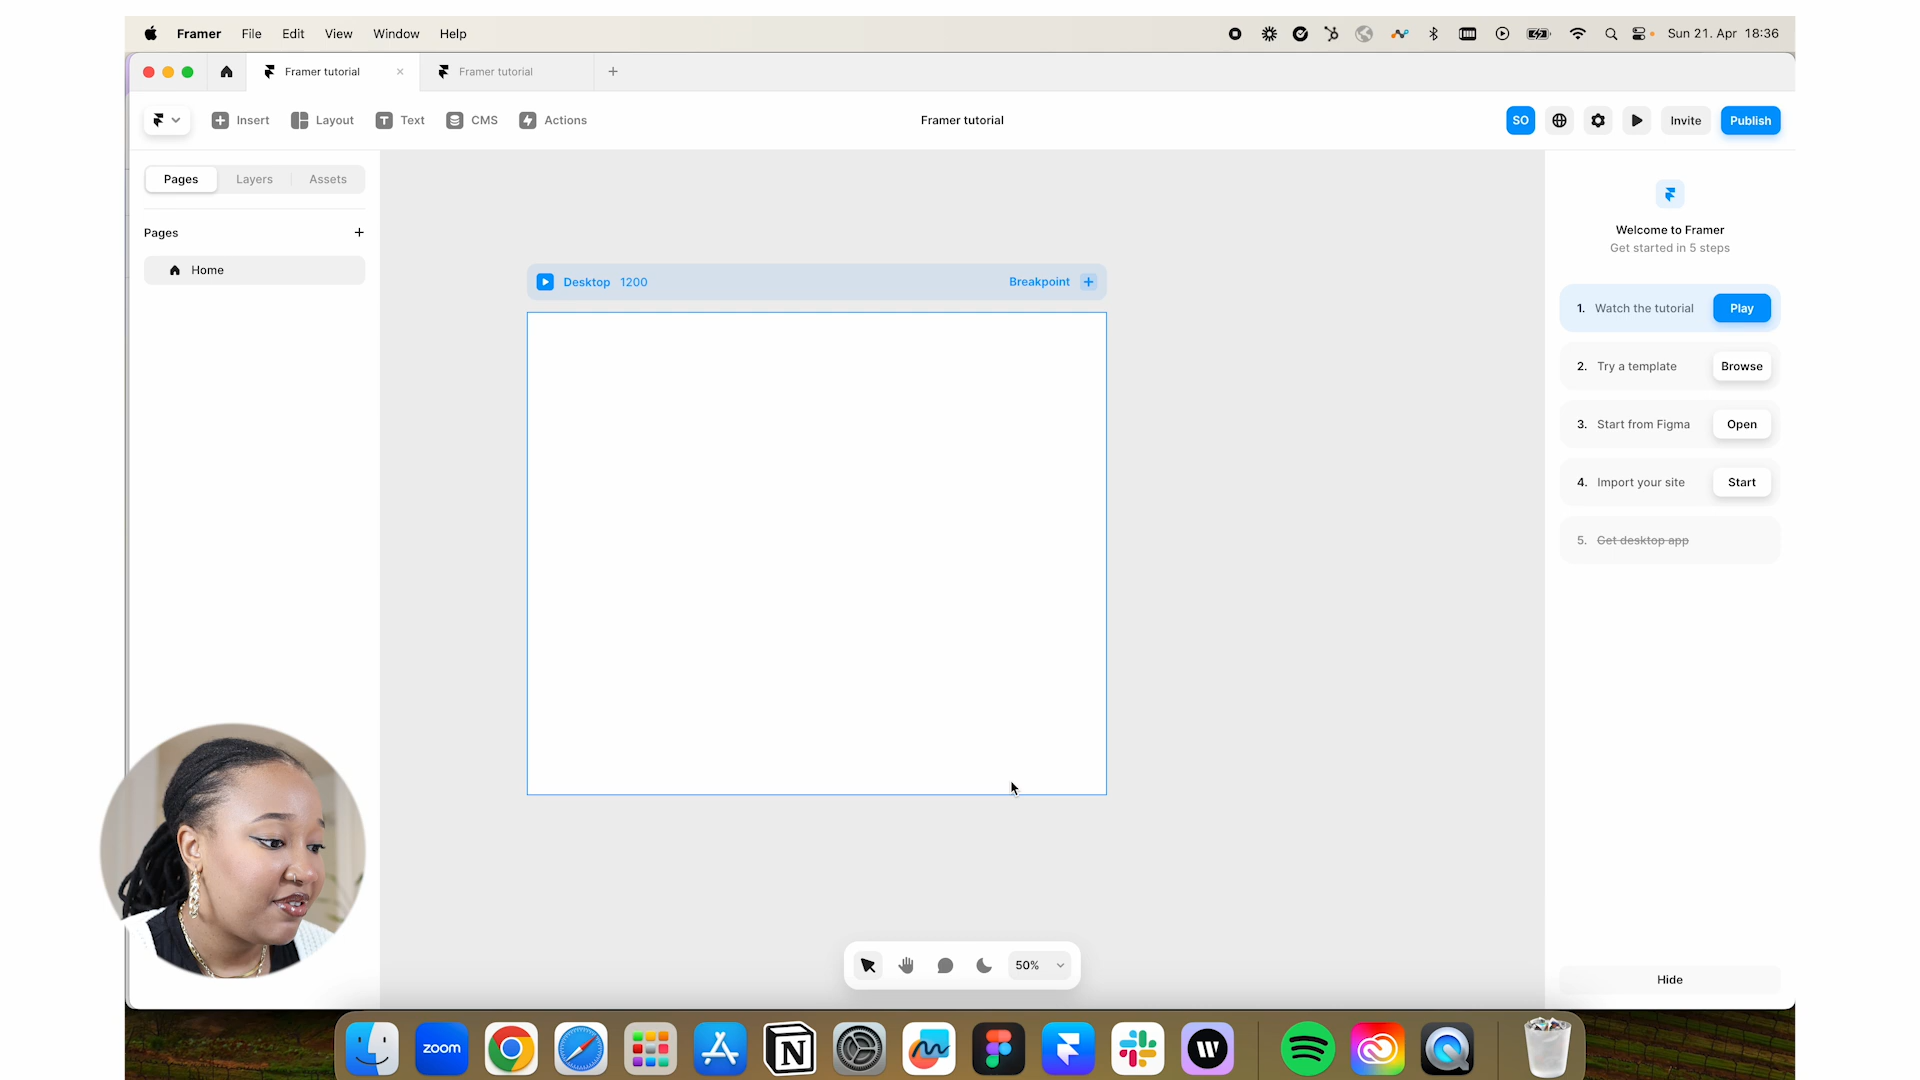 Framer File Edit View Window Help Sun 21. Apr 18:36
Framer tutorial Framer tutorial
Insert Layout Text CMS Actions Framer tutorial SO Invite Publish
Pages Layers Assets
Pages
Home
Desktop 1200 Breakpoint
Welcome to Framer
Get started in 5 steps
1. Watch the tutorial Play
2. Try a template Browse
3. Start from Figma Open
4. Import your site Start
5. Get desktop app
50%
Hide
zoom
N
W